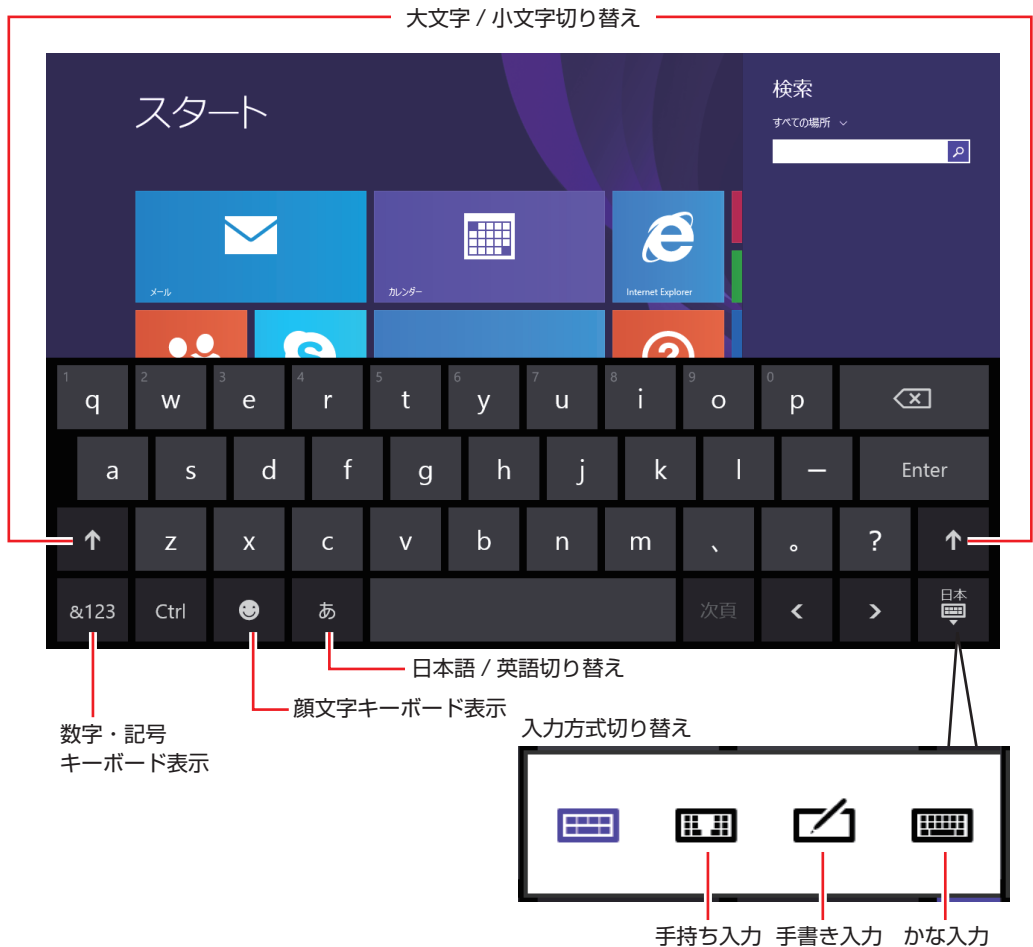 大文字 / 小文字切り替え
スタート
検索
すべての場所
メール
カレンダー
Internet Explorer
1 2 3 4 5 6 7 8 9 0
q w e r t y u i o p
a s d f g h j k l ー Enter
z x c v b n m 、 。 ?
&123 Ctrl あ 次頁 日本
日本語 / 英語切り替え
顔文字キーボード表示
数字・記号
キーボード表示
入力方式切り替え
手持ち入力 手書き入力 かな入力